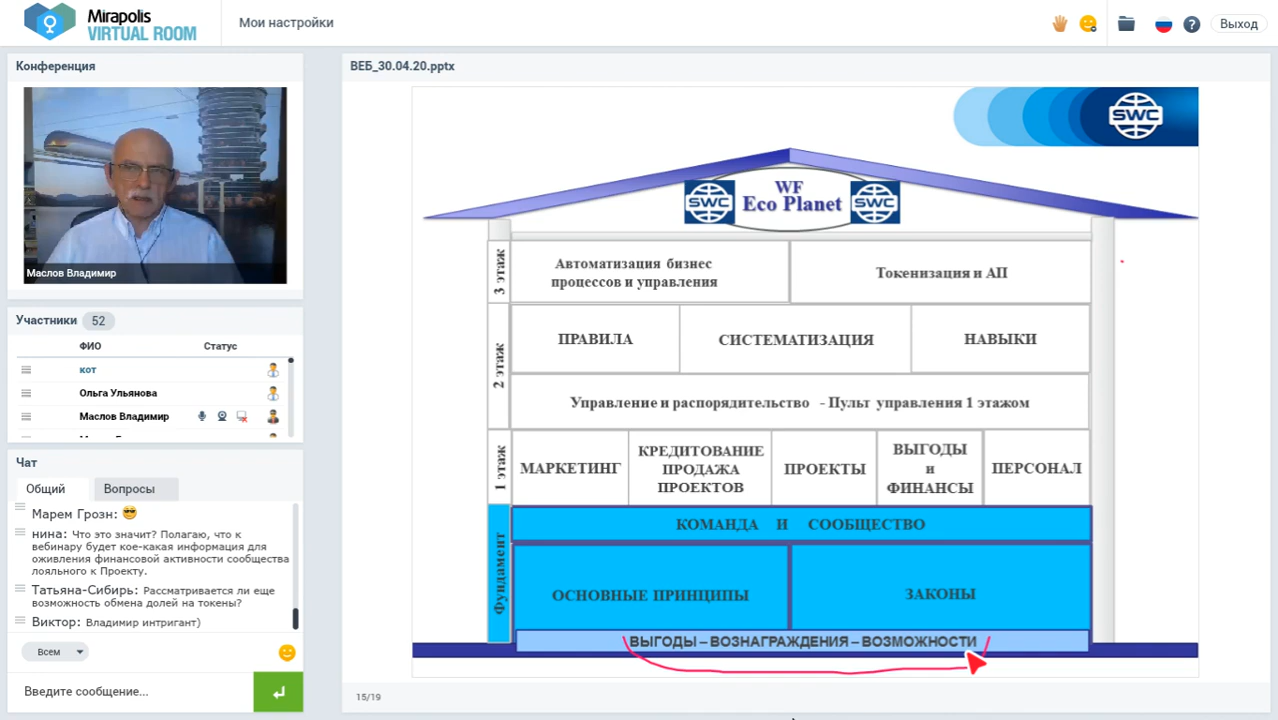 Mirapolis
VIRTUAL ROOM
Мои настройки
Выход
Конференция
Маслов Владимир
Участники 52
ФИО Статус
кот
Ольга Ульянова
Маслов Владимир
Чат
Общий Вопросы
Марем Грозн:
нина: Что это значит? Полагаю, что к
вебинару будет кое-какая информация для
оживления финансовой активности сообщества
лояльного к Проекту.
Татьяна-Сибирь: Рассматривается ли еще
возможность обмена долей на токены?
Виктор: Владимир интригант)
Всем
Введите сообщение...
ВЕБ_30.04.20.pptx
SWC
WF
SWC Eco Planet SWC
3 этаж
Автоматизация бизнес
процессов и управления
Токенизация и АП
2 этаж
ПРАВИЛА СИСТЕМАТИЗАЦИЯ НАВЫКИ
Управление и распорядительство - Пульт управления 1 этажом
1 этаж
МАРКЕТИНГ
КРЕДИТОВАНИЕ
ПРОДАЖА
ПРОЕКТОВ
ПРОЕКТЫ
ВЫГОДЫ
и
ФИНАНСЫ
ПЕРСОНАЛ
Фундамент
КОМАНДА И СООБЩЕСТВО
ОСНОВНЫЕ ПРИНЦИПЫ ЗАКОНЫ
ВЫГОДЫ – ВОЗНАГРАЖДЕНИЯ – ВОЗМОЖНОСТИ
15/19